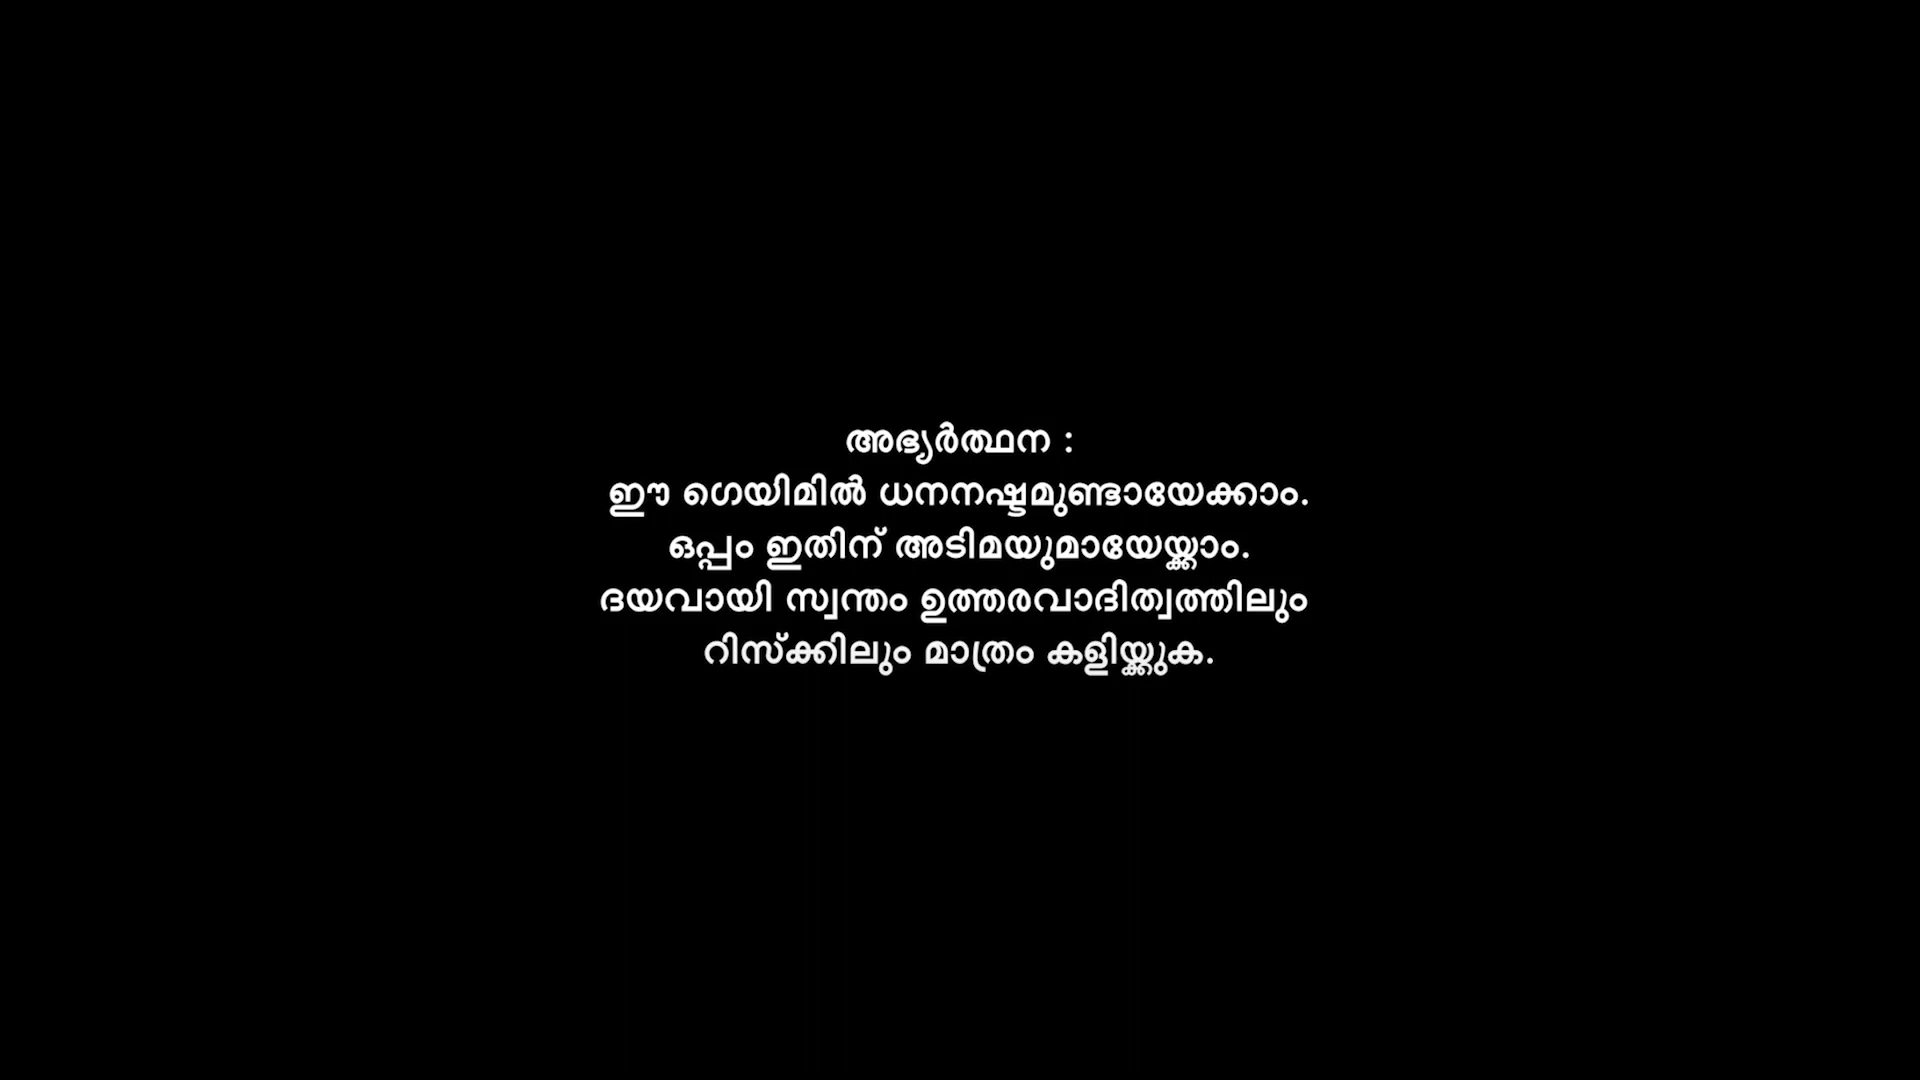 അഭ്യർത്ഥന :
ഈ ഗെയിമിൽ ധനനഷ്ടമുണ്ടായേക്കാം.
ഒപ്പം ഇതിന് അടിമയുമായേയ്ക്കാം.
ദയവായി സ്വന്തം ഉത്തരവാദിത്വത്തിലും
റിസ്ക്കിലും മാത്രം കളിയ്ക്കുക.